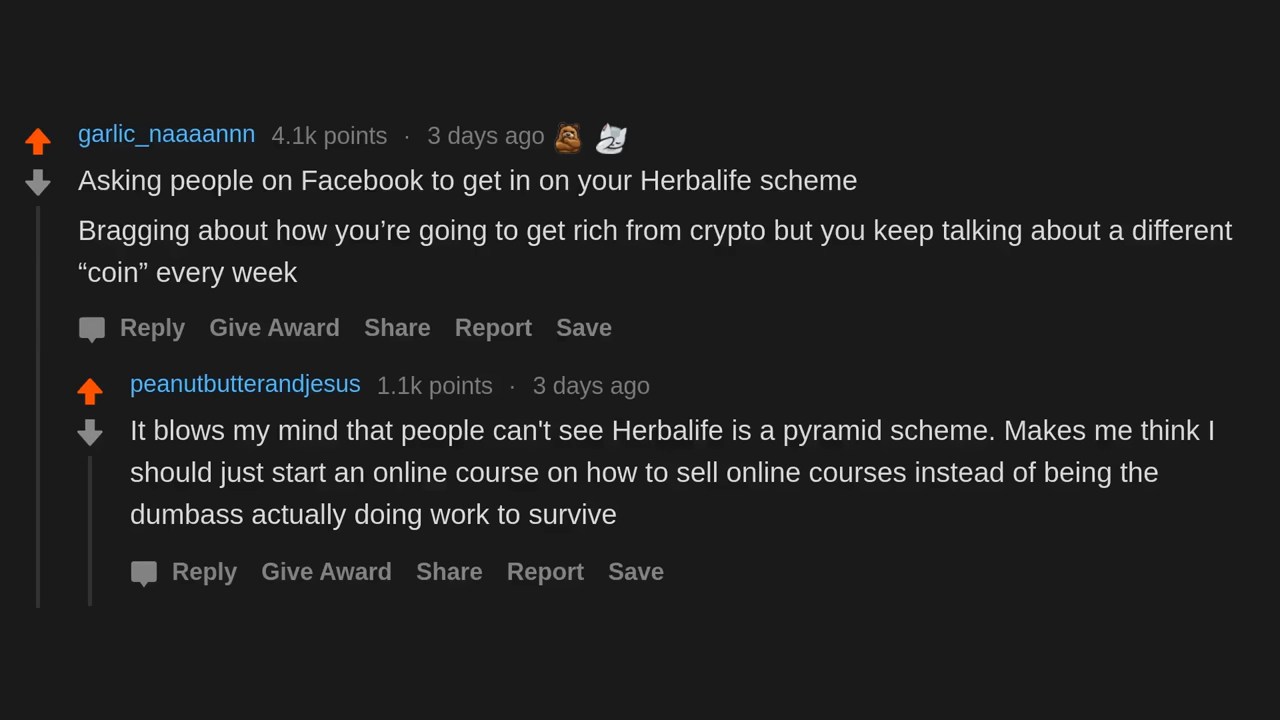 garlic_naaaannn 4.1k points · 3 days ago
Asking people on Facebook to get in on your Herbalife scheme
Bragging about how you’re going to get rich from crypto but you keep talking about a different
“coin” every week
Reply Give Award Share Report Save
peanutbutterandjesus 1.1k points · 3 days ago
It blows my mind that people can't see Herbalife is a pyramid scheme. Makes me think I
should just start an online course on how to sell online courses instead of being the
dumbass actually doing work to survive
Reply Give Award Share Report Save